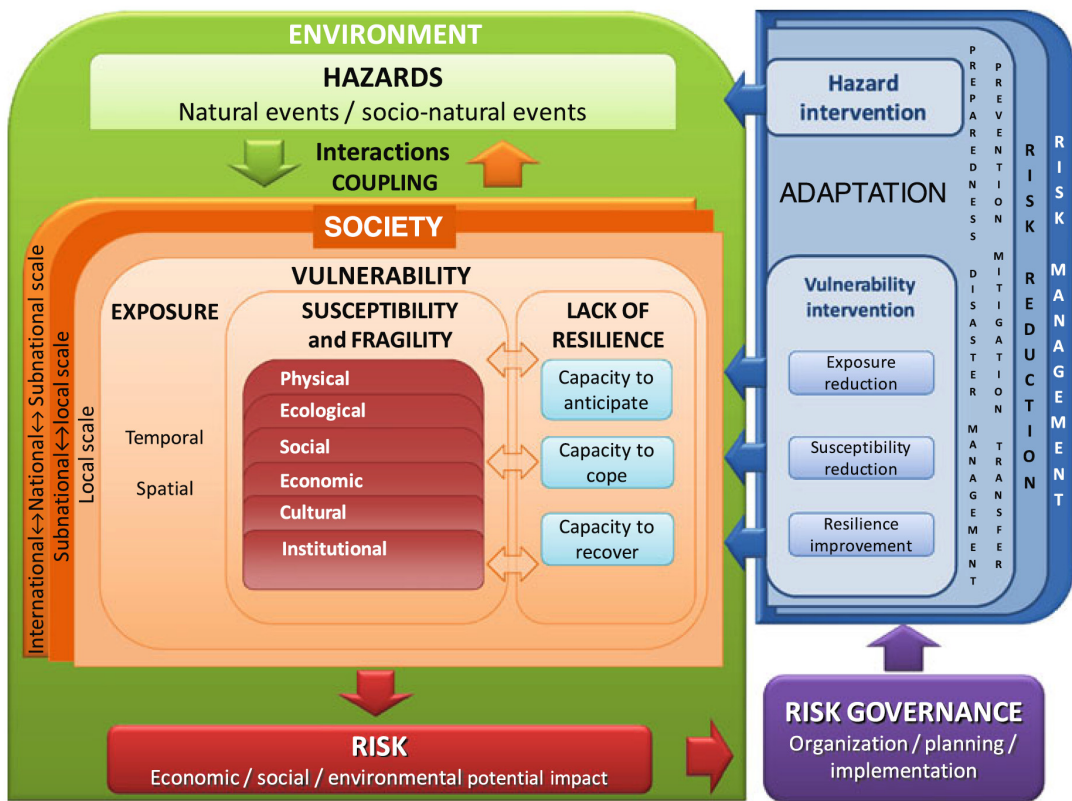 ENVIRONMENT
HAZARDS
Natural events / socio-natural events
Interactions
COUPLING
SOCIETY
International↔National↔Subnational scale
Subnational↔local scale
Local scale
VULNERABILITY
EXPOSURE
Temporal
Spatial
SUSCEPTIBILITY
and FRAGILITY
Physical
Ecological
Social
Economic
Cultural
Institutional
LACK OF
RESILIENCE
Capacity to
anticipate
Capacity to
cope
Capacity to
recover
RISK
Economic / social / environmental potential impact
Hazard
intervention
ADAPTATION
Vulnerability
intervention
Exposure
reduction
Susceptibility
reduction
Resilience
improvement
PREPAREDNESS DISASTER MANAGEMENT
PREVENTION MITIGATION TRANSFER
RISK REDUCTION
RISK MANAGEMENT
RISK GOVERNANCE
Organization / planning /
implementation